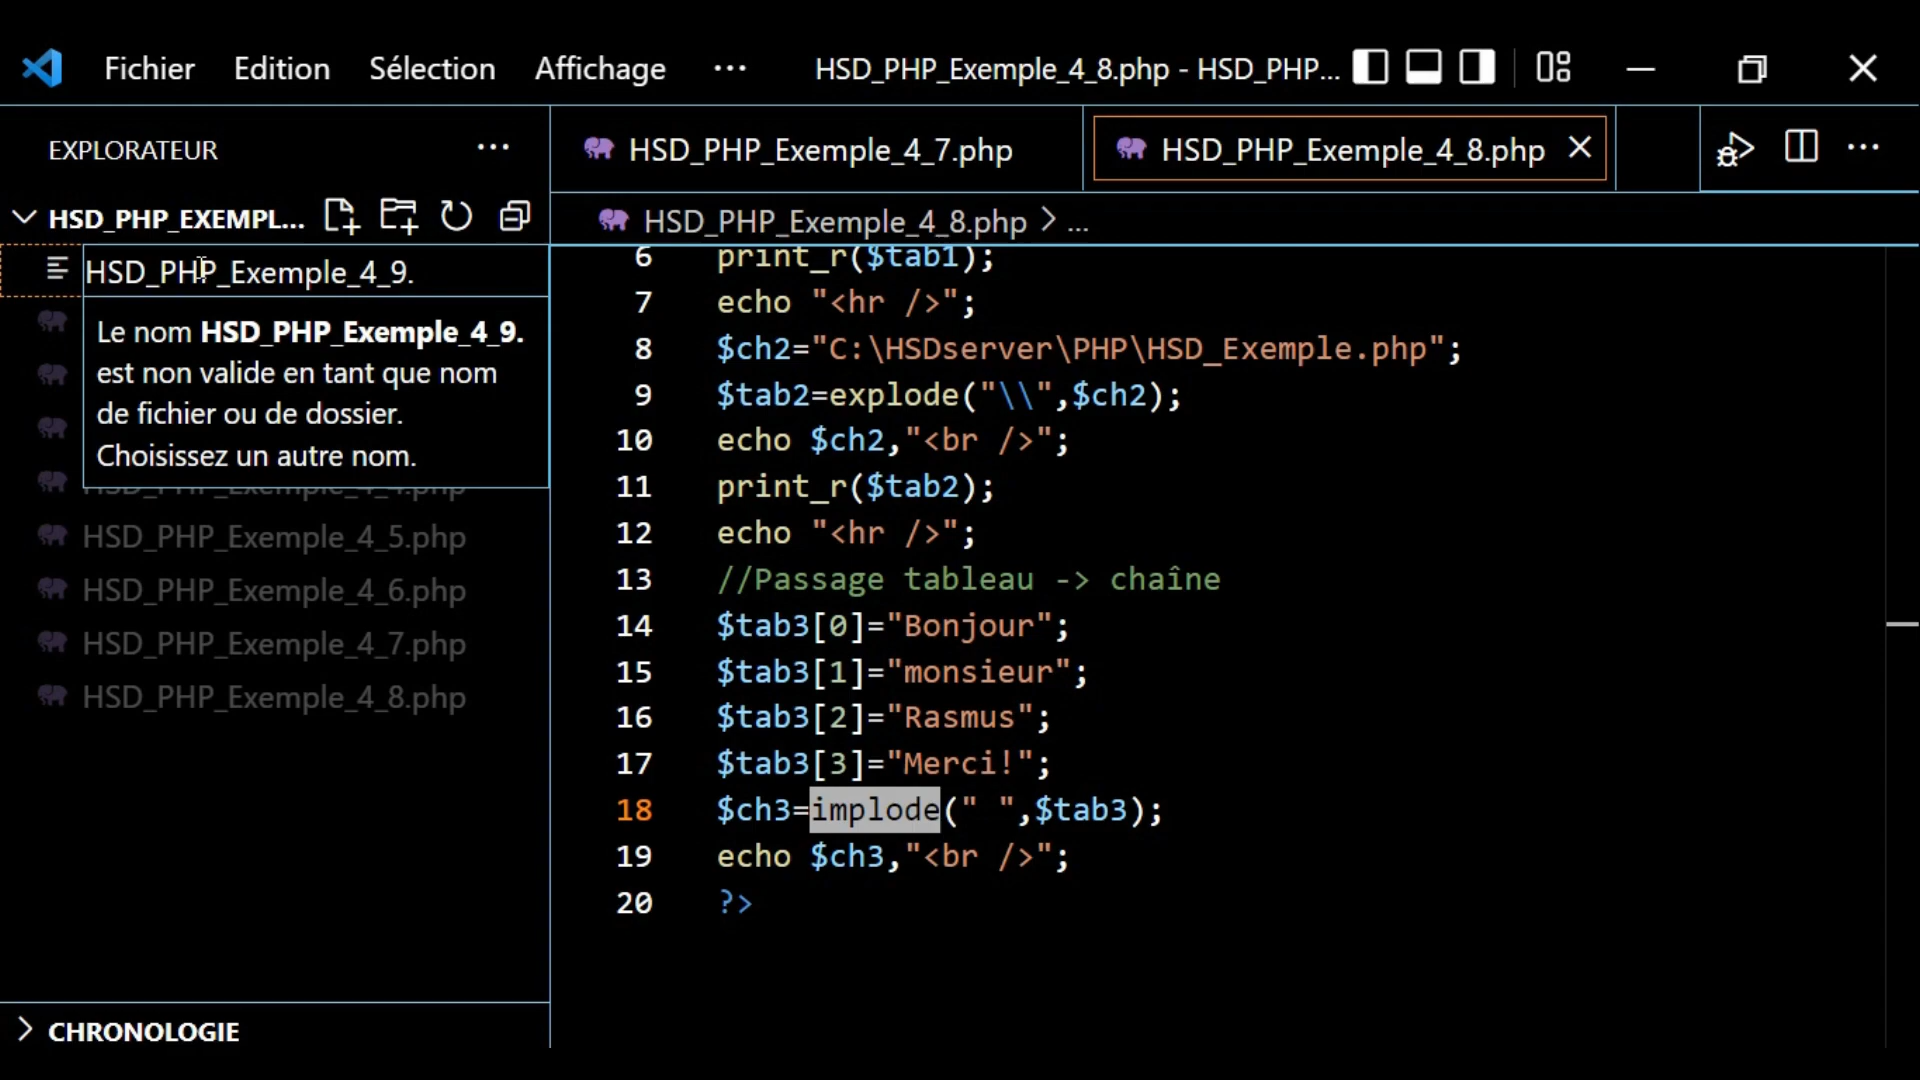 Fichier Edition Sélection Affichage ··· HSD_PHP_Exemple_4_8.php - HSD_PHP...
EXPLORATEUR ···
HSD_PHP_EXEMPL...
HSD_PHP_Exemple_4_9.
Le nom HSD_PHP_Exemple_4_9.
est non valide en tant que nom
de fichier ou de dossier.
Choisissez un autre nom.
HSD_PHP_Exemple_4_4.php
HSD_PHP_Exemple_4_5.php
HSD_PHP_Exemple_4_6.php
HSD_PHP_Exemple_4_7.php
HSD_PHP_Exemple_4_8.php
CHRONOLOGIE
HSD_PHP_Exemple_4_7.php HSD_PHP_Exemple_4_8.php
HSD_PHP_Exemple_4_8.php > ...
6 print_r($tab1);
7 echo "<hr />";
8 $ch2="C:\HSDserver\PHP\HSD_Exemple.php";
9 $tab2=explode("\\",$ch2);
10 echo $ch2,"<br />";
11 print_r($tab2);
12 echo "<hr />";
13 //Passage tableau -> chaîne
14 $tab3[0]="Bonjour";
15 $tab3[1]="monsieur";
16 $tab3[2]="Rasmus";
17 $tab3[3]="Merci!";
18 $ch3=implode(" ",$tab3);
19 echo $ch3,"<br />";
20 ?>